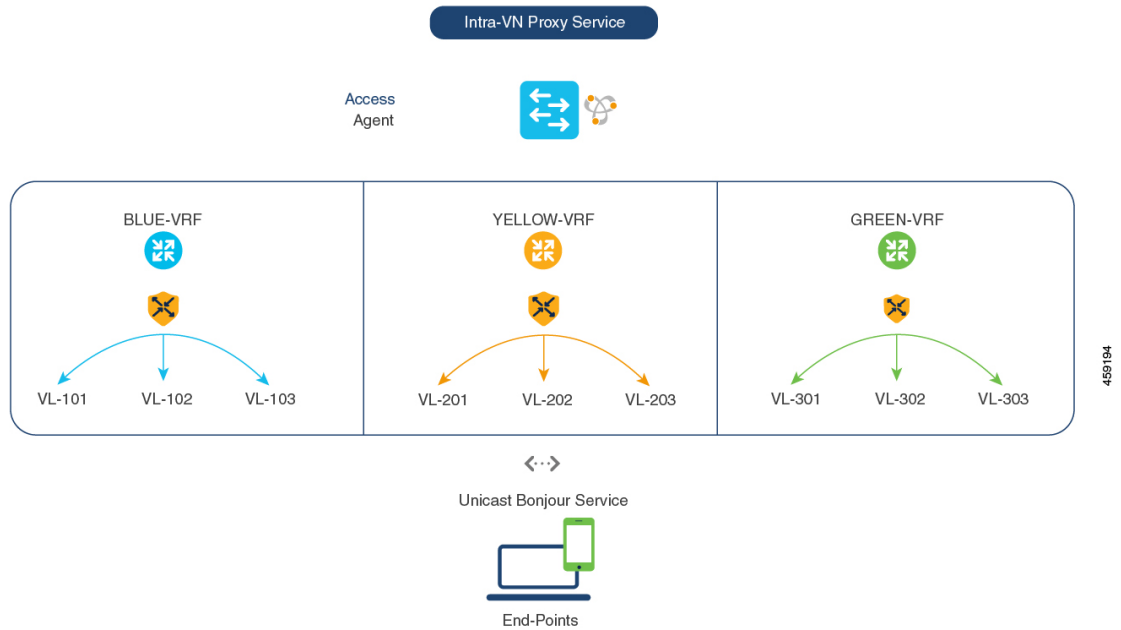 Intra-VN Proxy Service
Access
Agent
BLUE-VRF
YELLOW-VRF
GREEN-VRF
VL-101
VL-102
VL-103
VL-201
VL-202
VL-203
VL-301
VL-302
VL-303
459194
Unicast Bonjour Service
End-Points